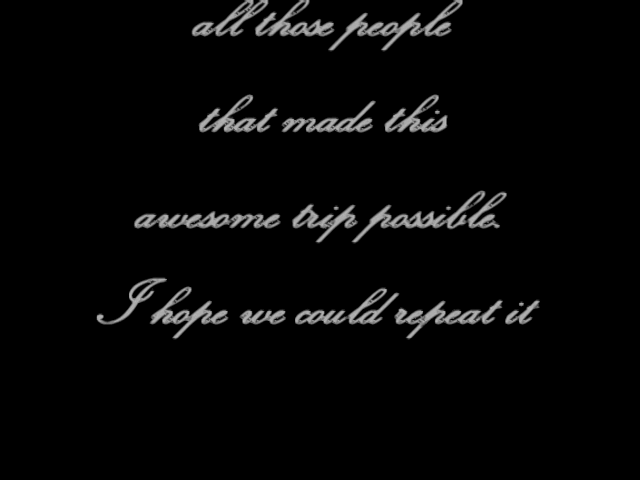 all those people
that made this
awesome trip possible.
I hope we could repeat it